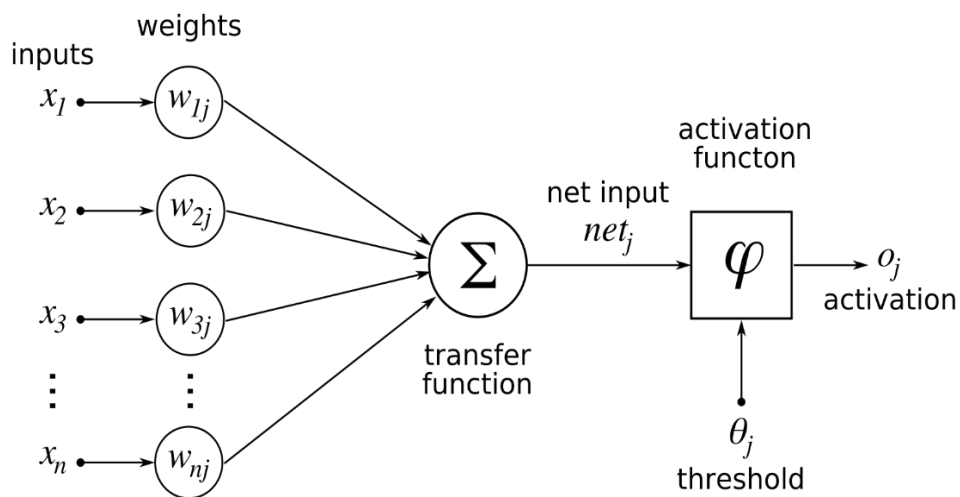 weights
inputs
x1
w1j
x2
w2j
x3
w3j
⋮ ⋮
xn
wnj
Σ
transfer
function
net input
netj
activation
functon
φ
oj
activation
θj
threshold